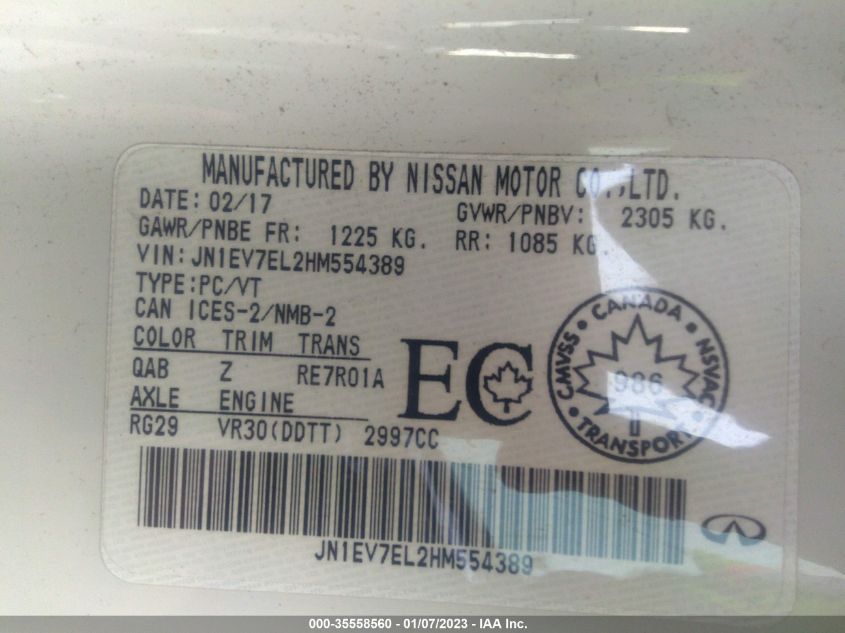 MANUFACTURED BY NISSAN MOTOR CO.,LTD.
DATE: 02/17 GVWR/PNBV: 2305 KG.
GAWR/PNBE FR: 1225 KG. RR: 1085 KG.
VIN: JN1EV7EL2HM554389
TYPE:PC/VT
CAN ICES-2/NMB-2
COLOR TRIM TRANS
QAB Z RE7R01A
AXLE ENGINE
RG29 VR30(DDTT) 2997CC
EC
CANADA
CMVSS
NSVAC
986
TRANSPORT
JN1EV7EL2HM554389
000-35558560 - 01/07/2023 - IAA Inc.